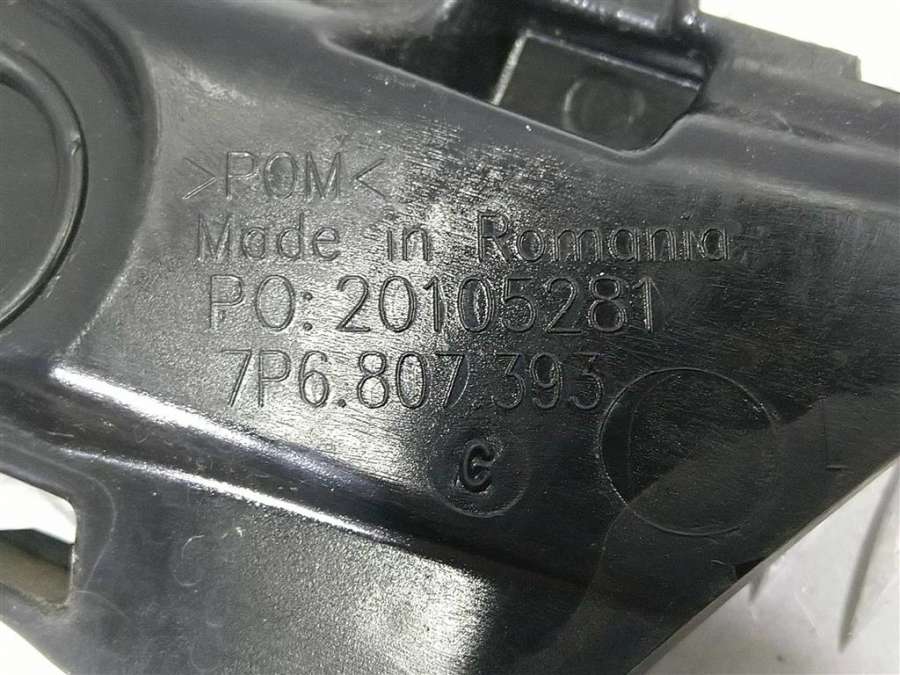 >POM<
Made in Romania
PO: 20105281
7P6.807.393
C